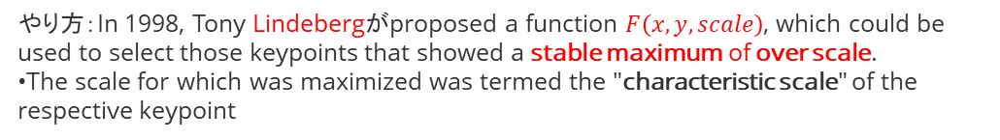 やり方：In 1998, Tony Lindebergがproposed a function F(x, y, scale), which could be
used to select those keypoints that showed a stable maximum of over scale.
•The scale for which was maximized was termed the "characteristic scale" of the
respective keypoint